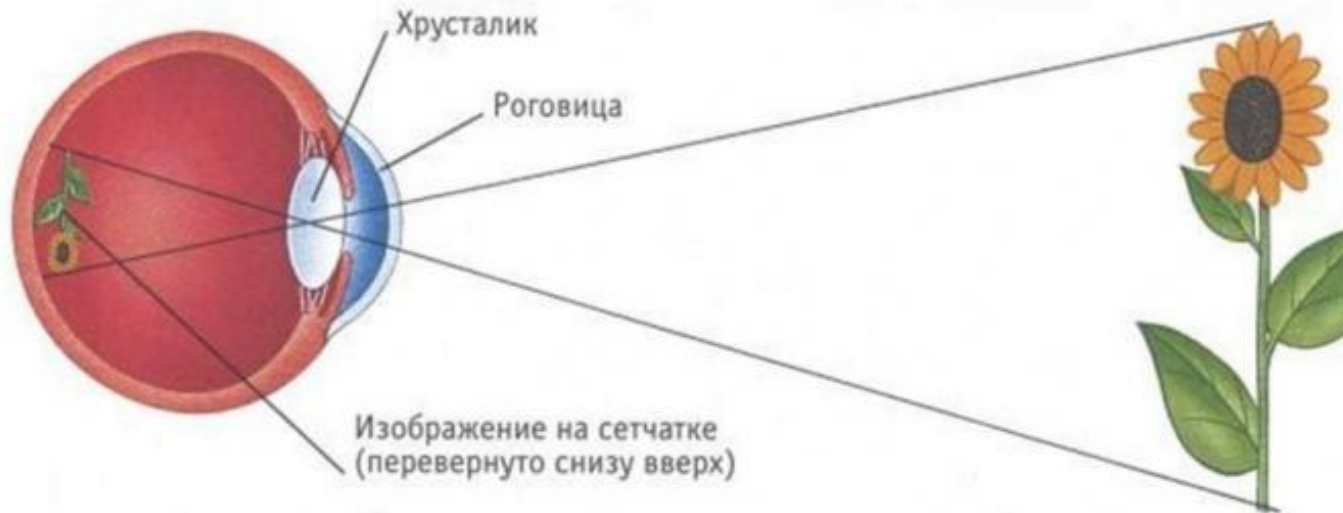 Хрусталик
Роговица
Изображение на сетчатке
(перевернуто снизу вверх)